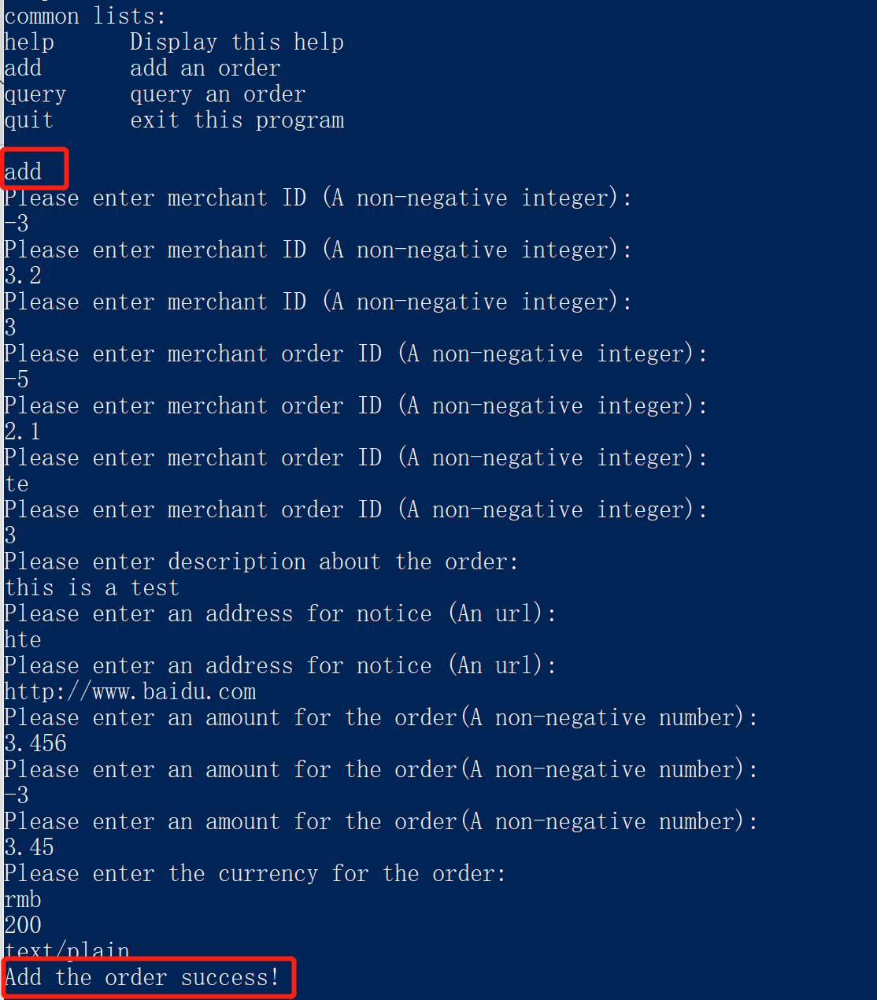 common lists:
help Display this help
add add an order
query query an order
quit exit this program
add
Please enter merchant ID (A non-negative integer):
-3
Please enter merchant ID (A non-negative integer):
3.2
Please enter merchant ID (A non-negative integer):
3
Please enter merchant order ID (A non-negative integer):
-5
Please enter merchant order ID (A non-negative integer):
2.1
Please enter merchant order ID (A non-negative integer):
te
Please enter merchant order ID (A non-negative integer):
3
Please enter description about the order:
this is a test
Please enter an address for notice (An url):
hte
Please enter an address for notice (An url):
http://www.baidu.com
Please enter an amount for the order(A non-negative number):
3.456
Please enter an amount for the order(A non-negative number):
-3
Please enter an amount for the order(A non-negative number):
3.45
Please enter the currency for the order:
rmb
200
text/plain
Add the order success!